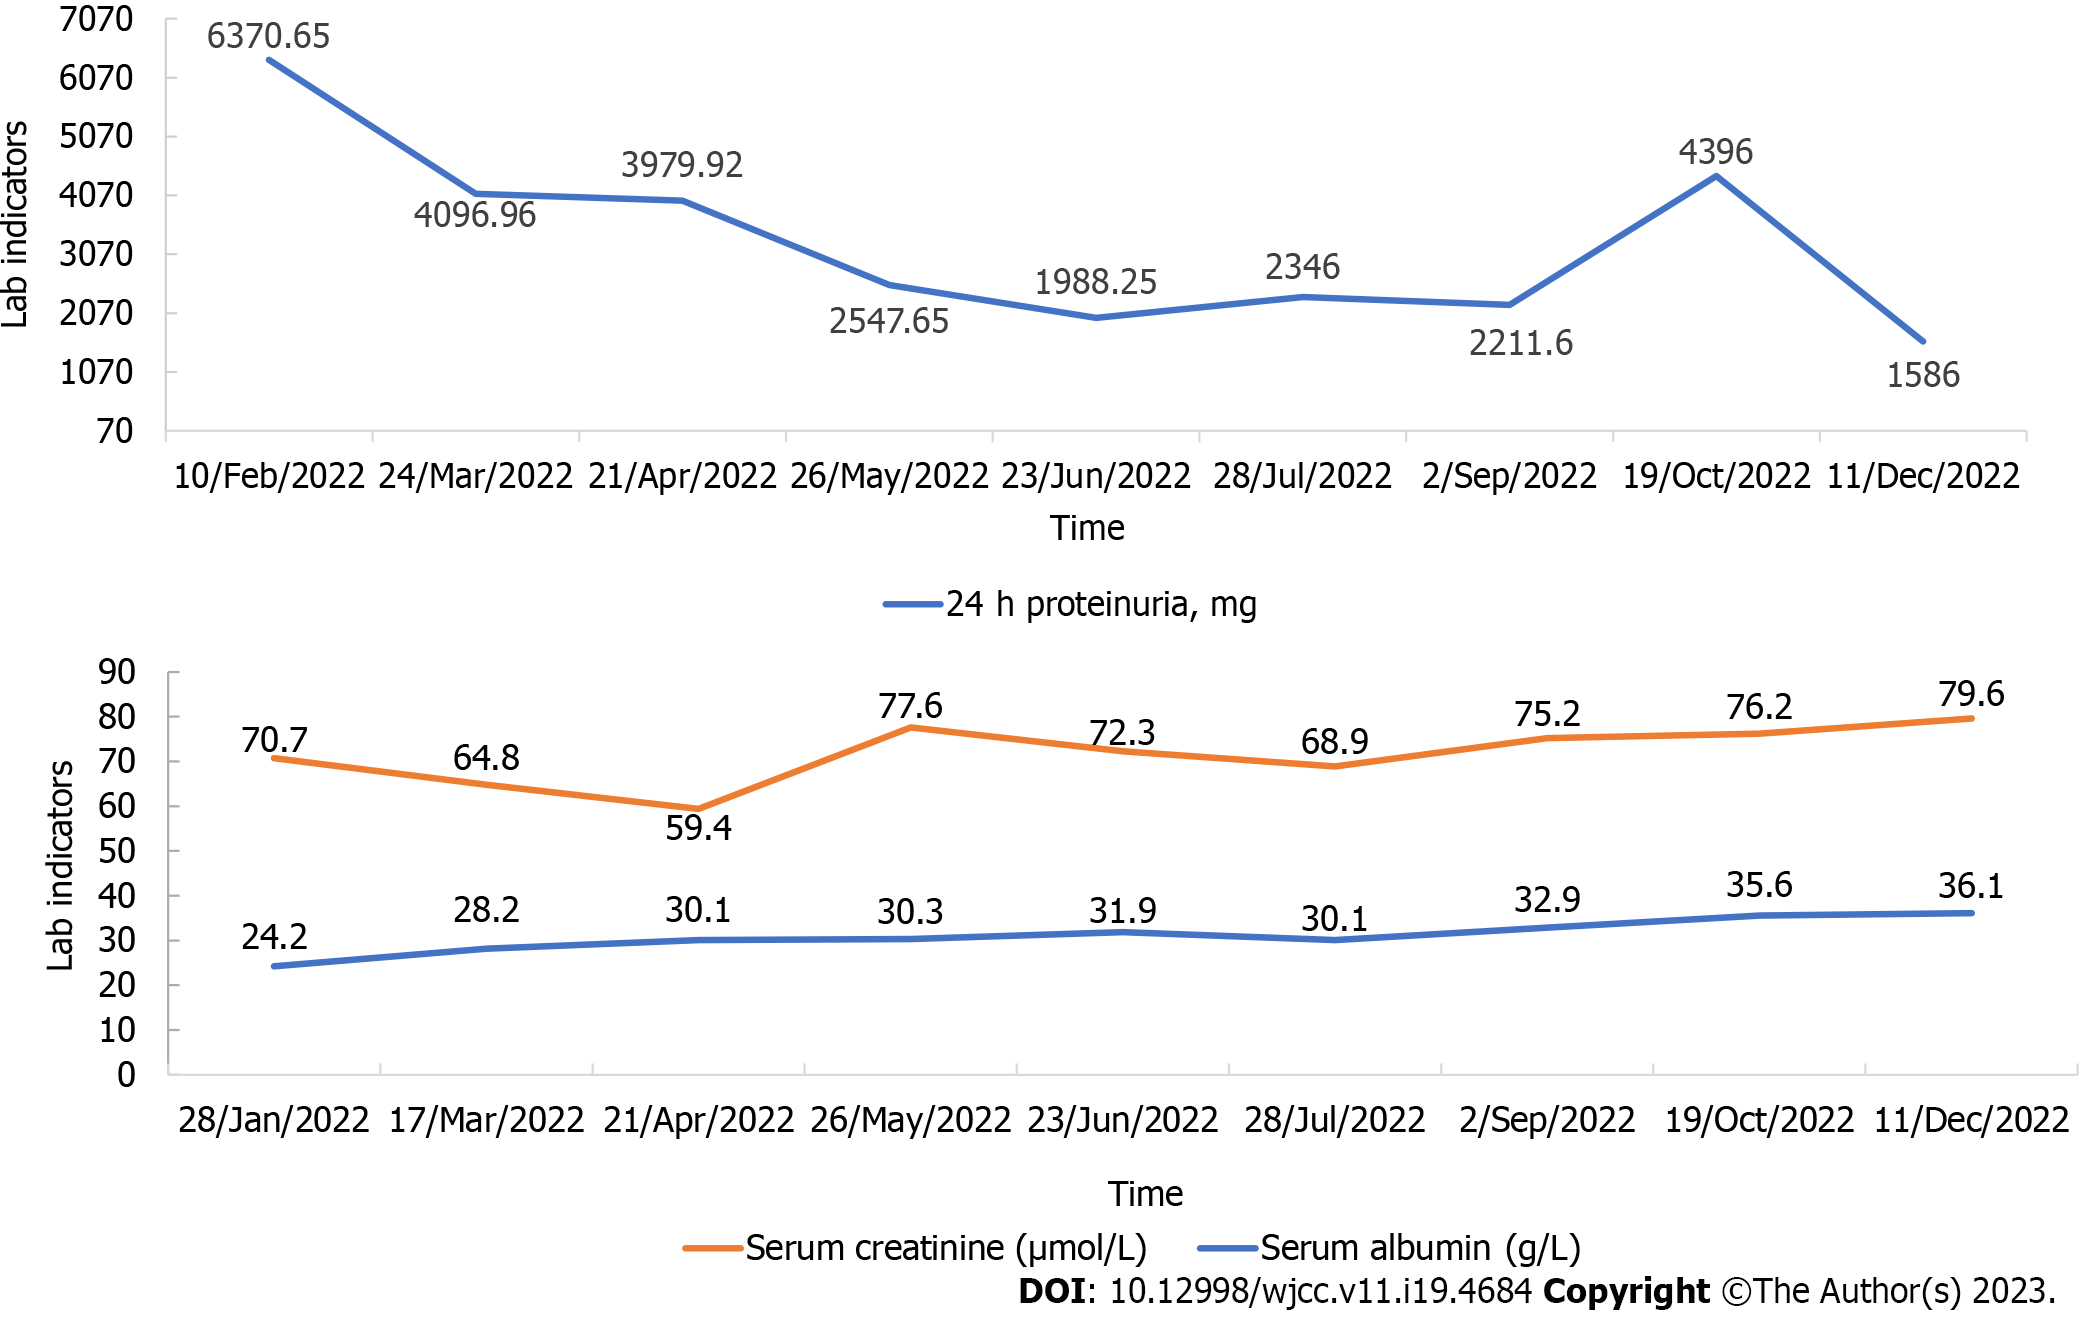 7070
6370.65
6070
5070
3979.92
4396
4070
4096.96
3070
1988.25
2346
2070
2547.65
2211.6
1070
1586
70
Lab indicators
10/Feb/2022 24/Mar/2022 21/Apr/2022 26/May/2022 23/Jun/2022 28/Jul/2022 2/Sep/2022 19/Oct/2022 11/Dec/2022
Time
24 h proteinuria, mg
90
80
70
60
50
40
30
20
10
0
Lab indicators
70.7 64.8 59.4 77.6 72.3 68.9 75.2 76.2 79.6
24.2 28.2 30.1 30.3 31.9 30.1 32.9 35.6 36.1
28/Jan/2022 17/Mar/2022 21/Apr/2022 26/May/2022 23/Jun/2022 28/Jul/2022 2/Sep/2022 19/Oct/2022 11/Dec/2022
Time
Serum creatinine (µmol/L) Serum albumin (g/L)
DOI: 10.12998/wjcc.v11.i19.4684 Copyright ©The Author(s) 2023.